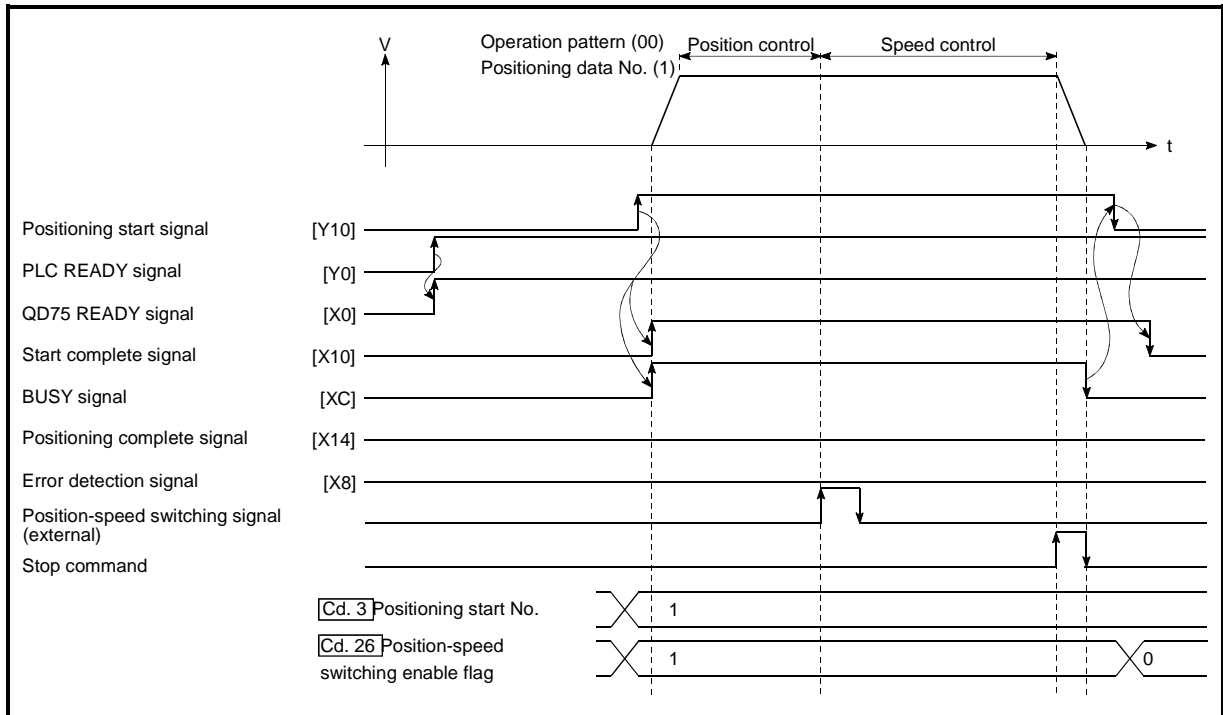 V
Operation pattern (00)
Position control
Speed control
Positioning data No. (1)
t
Positioning start signal [Y10]
PLC READY signal [Y0]
QD75 READY signal [X0]
Start complete signal [X10]
BUSY signal [XC]
Positioning complete signal [X14]
Error detection signal [X8]
Position-speed switching signal
(external)
Stop command
Cd. 3 Positioning start No. 1
Cd. 26 Position-speed
switching enable flag 1 0